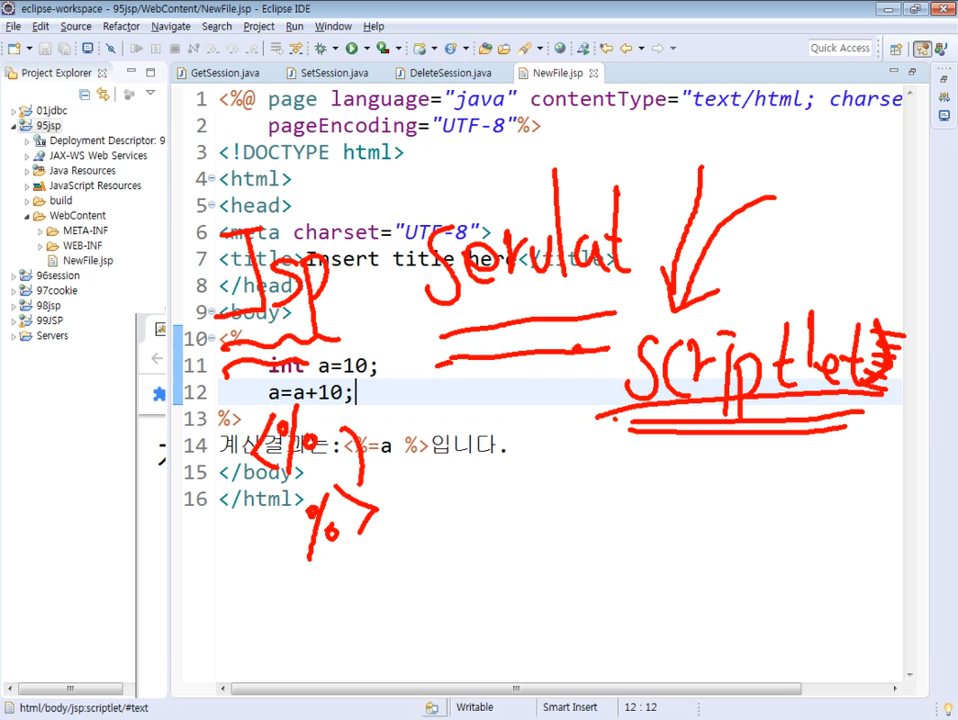 eclipse-workspace - 95jsp/WebContent/NewFile.jsp - Eclipse IDE
File Edit Source Refactor Navigate Search Project Run Window Help
Quick Access
Project Explorer
GetSession.java SetSession.java DeleteSession.java NewFile.jsp
01jdbc
95jsp
Deployment Descriptor: 9
JAX-WS Web Services
Java Resources
JavaScript Resources
build
WebContent
META-INF
WEB-INF
NewFile.jsp
96session
97cookie
98jsp
99JSP
Servers
1 <%@ page language="java" contentType="text/html; charse
2 pageEncoding="UTF-8"%>
3 <!DOCTYPE html>
4 <html>
5 <head>
6 <meta charset="UTF-8">
7 <title>Insert title here</title>
8 </head>
9 <body>
10 <%
11 int a=10;
12 a=a+10;
13 %>
14 계산결과는:<%=a %>입니다.
15 </body>
16 </html>
Jsp
Servlat
scriptlet
<%
%>
html/body/jsp:scriptlet/#text
Writable
Smart Insert
12 : 12